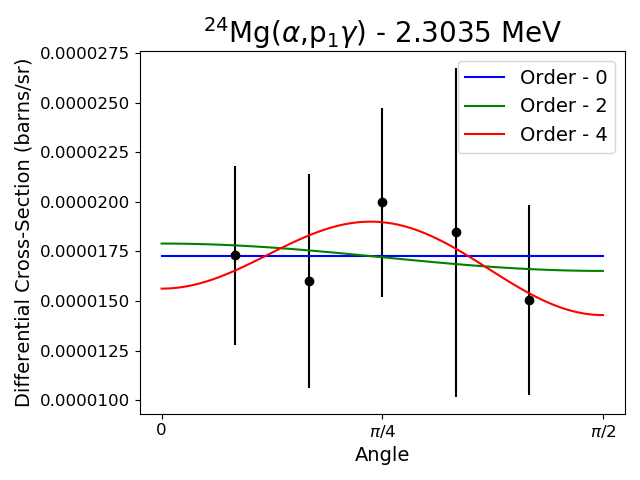 ²⁴Mg(α,p₁γ) - 2.3035 MeV
Differential Cross-Section (barns/sr)
0.0000275
0.0000250
0.0000225
0.0000200
0.0000175
0.0000150
0.0000125
0.0000100
Order - 0
Order - 2
Order - 4
0 π/4 π/2
Angle